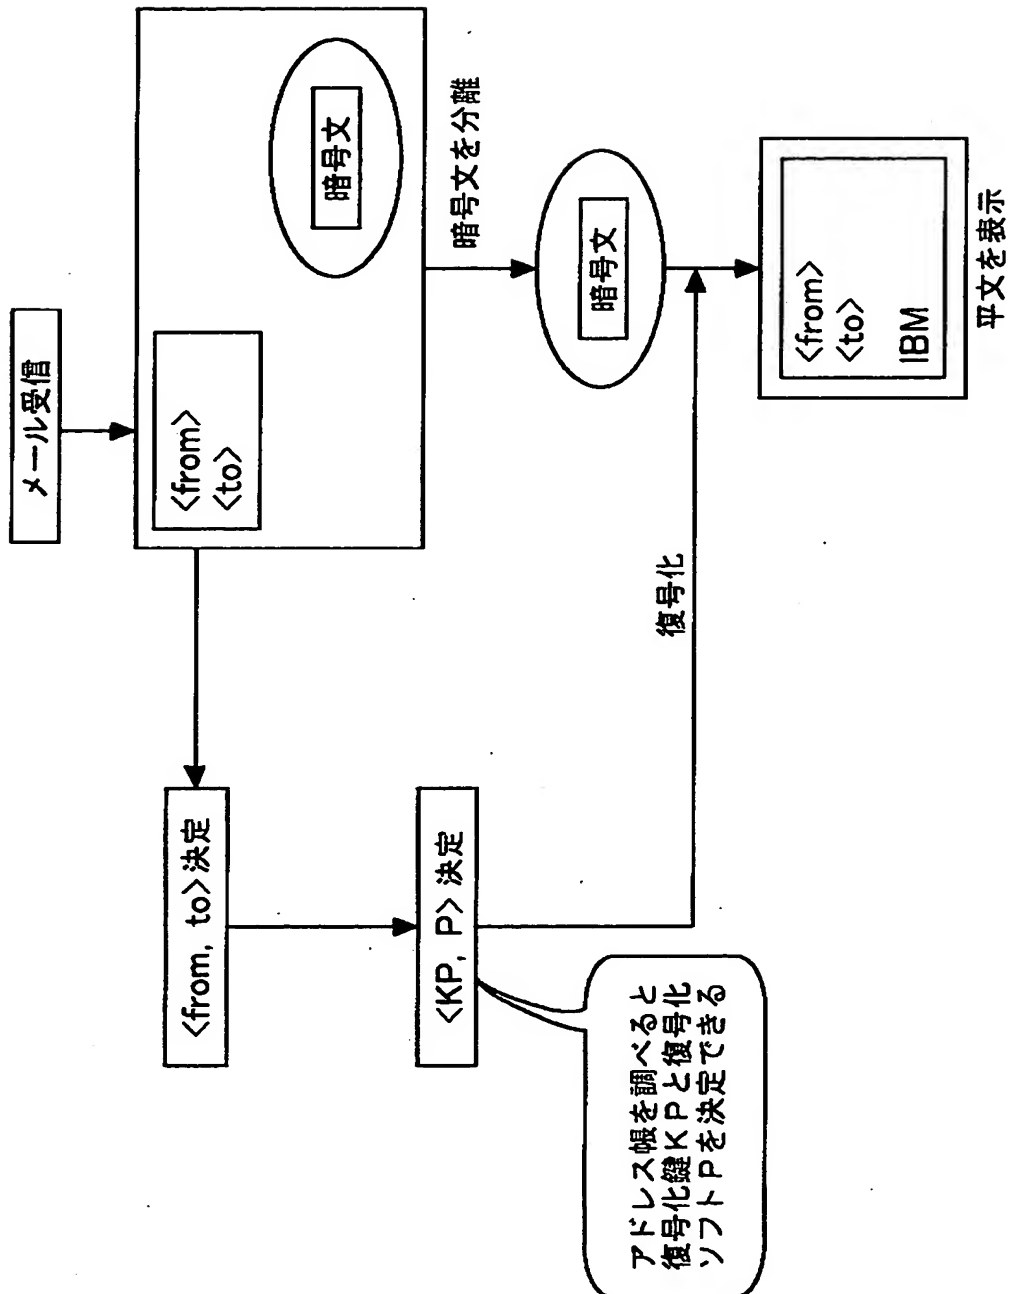 メール受信
<from>
<to>
暗号文
暗号文を分離
<from, to>決定
暗号文
<KP, P>決定
アドレス帳を調べると
復号化鍵KPと復号化
ソフトPを決定できる
復号化
<from>
<to>
IBM
平文を表示